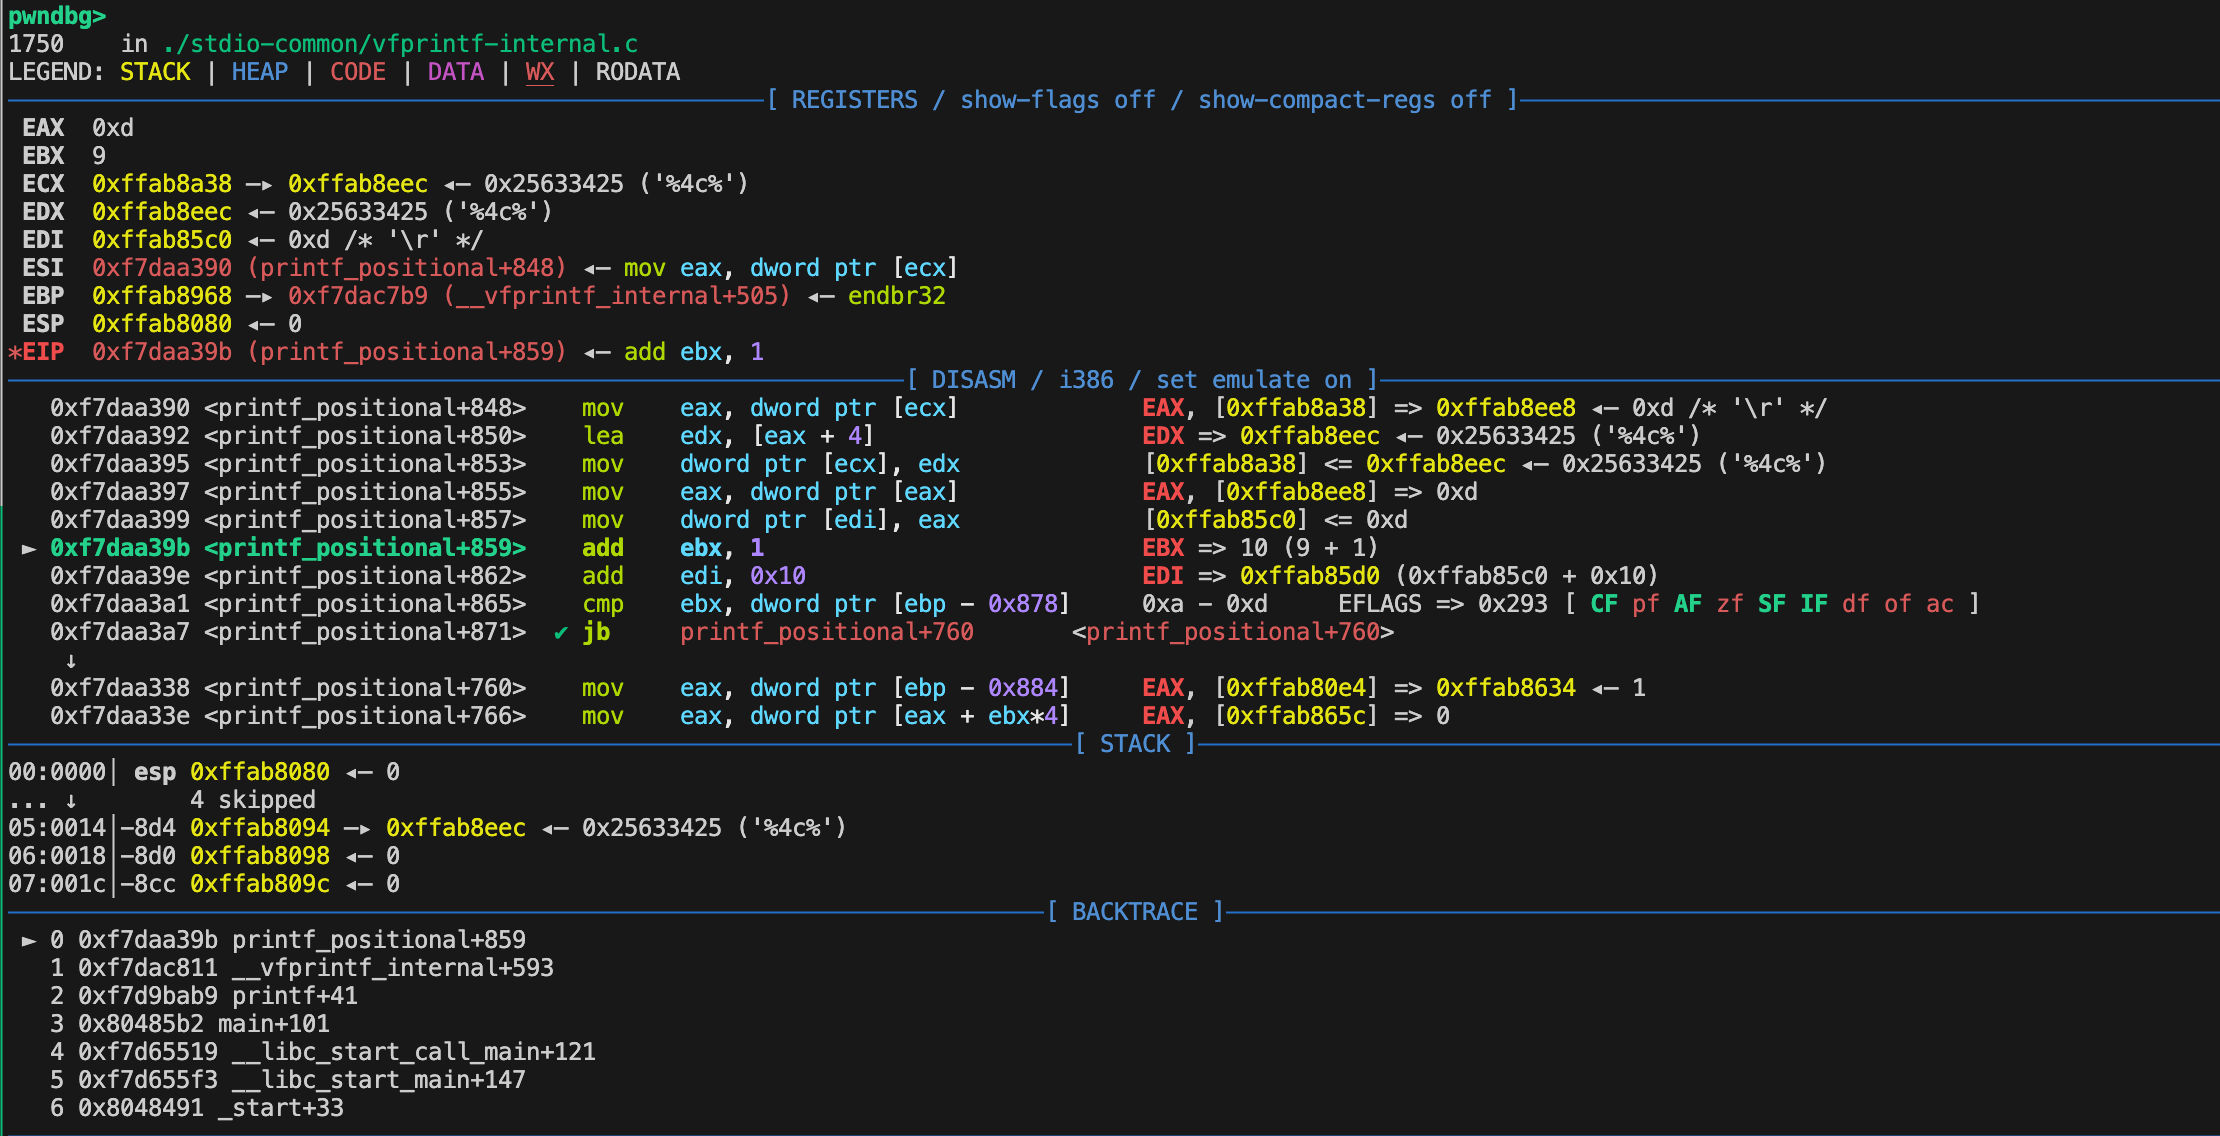 pwndbg>
1750    in ./stdio-common/vfprintf-internal.c
LEGEND: STACK | HEAP | CODE | DATA | WX | RODATA
[ REGISTERS / show-flags off / show-compact-regs off ]
EAX  0xd
EBX  9
ECX  0xffab8a38 —▸ 0xffab8eec ◂— 0x25633425 ('%4c%')
EDX  0xffab8eec ◂— 0x25633425 ('%4c%')
EDI  0xffab85c0 ◂— 0xd /* '\r' */
ESI  0xf7daa390 (printf_positional+848) ◂— mov eax, dword ptr [ecx]
EBP  0xffab8968 —▸ 0xf7dac7b9 (__vfprintf_internal+505) ◂— endbr32
ESP  0xffab8080 ◂— 0
*EIP  0xf7daa39b (printf_positional+859) ◂— add ebx, 1
[ DISASM / i386 / set emulate on ]
0xf7daa390 <printf_positional+848>    mov    eax, dword ptr [ecx]    EAX, [0xffab8a38] => 0xffab8ee8 ◂— 0xd /* '\r' */
0xf7daa392 <printf_positional+850>    lea    edx, [eax + 4]    EDX => 0xffab8eec ◂— 0x25633425 ('%4c%')
0xf7daa395 <printf_positional+853>    mov    dword ptr [ecx], edx    [0xffab8a38] <= 0xffab8eec ◂— 0x25633425 ('%4c%')
0xf7daa397 <printf_positional+855>    mov    eax, dword ptr [eax]    EAX, [0xffab8ee8] => 0xd
0xf7daa399 <printf_positional+857>    mov    dword ptr [edi], eax    [0xffab85c0] <= 0xd
► 0xf7daa39b <printf_positional+859>    add    ebx, 1    EBX => 10 (9 + 1)
0xf7daa39e <printf_positional+862>    add    edi, 0x10    EDI => 0xffab85d0 (0xffab85c0 + 0x10)
0xf7daa3a1 <printf_positional+865>    cmp    ebx, dword ptr [ebp - 0x878]    0xa - 0xd    EFLAGS => 0x293 [ CF pf AF zf SF IF df of ac ]
0xf7daa3a7 <printf_positional+871>  ✔ jb    printf_positional+760    <printf_positional+760>
↓
0xf7daa338 <printf_positional+760>    mov    eax, dword ptr [ebp - 0x884]    EAX, [0xffab80e4] => 0xffab8634 ◂— 1
0xf7daa33e <printf_positional+766>    mov    eax, dword ptr [eax + ebx*4]    EAX, [0xffab865c] => 0
[ STACK ]
00:0000│ esp 0xffab8080 ◂— 0
... ↓        4 skipped
05:0014│-8d4 0xffab8094 —▸ 0xffab8eec ◂— 0x25633425 ('%4c%')
06:0018│-8d0 0xffab8098 ◂— 0
07:001c│-8cc 0xffab809c ◂— 0
[ BACKTRACE ]
► 0 0xf7daa39b printf_positional+859
1 0xf7dac811 __vfprintf_internal+593
2 0xf7d9bab9 printf+41
3 0x80485b2 main+101
4 0xf7d65519 __libc_start_call_main+121
5 0xf7d655f3 __libc_start_main+147
6 0x8048491 _start+33